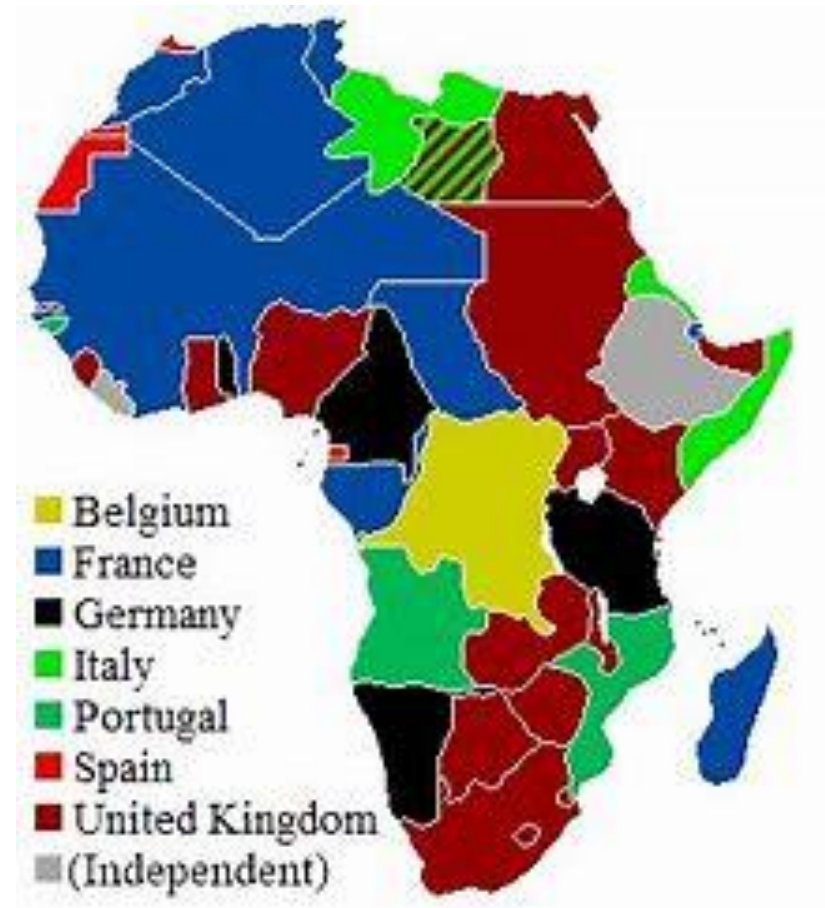 Belgium
France
Germany
Italy
Portugal
Spain
United Kingdom
(Independent)